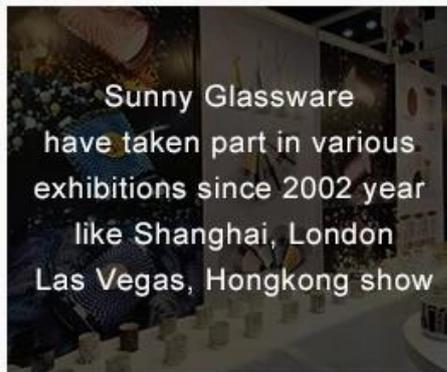 Sunny Glassware
have taken part in various
exhibitions since 2002 year
like Shanghai, London
Las Vegas, Hongkong show